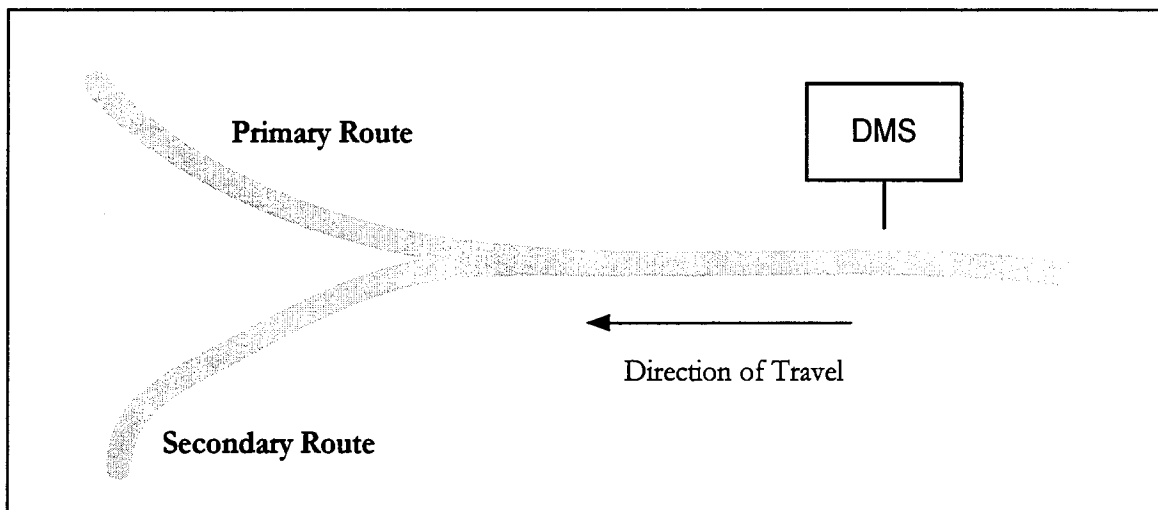 Primary Route
DMS
Direction of Travel
Secondary Route